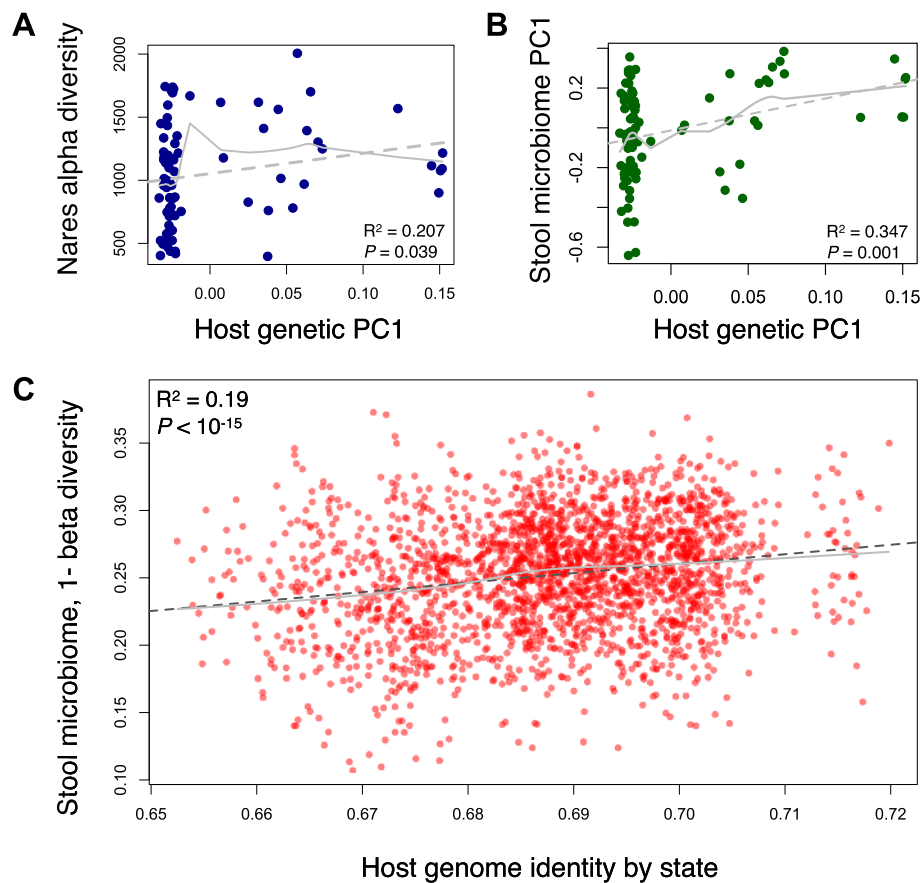 A
Nares alpha diversity
2000
1500
1000
500
R² = 0.207
P = 0.039
0.00
0.05
0.10
0.15
Host genetic PC1
B
Stool microbiome PC1
0.2
-0.2
-0.6
R² = 0.347
P = 0.001
0.00
0.05
0.10
0.15
Host genetic PC1
C
Stool microbiome, 1- beta diversity
R² = 0.19
P < 10⁻¹⁵
0.35
0.30
0.25
0.20
0.15
0.10
0.65
0.66
0.67
0.68
0.69
0.70
0.71
0.72
Host genome identity by state